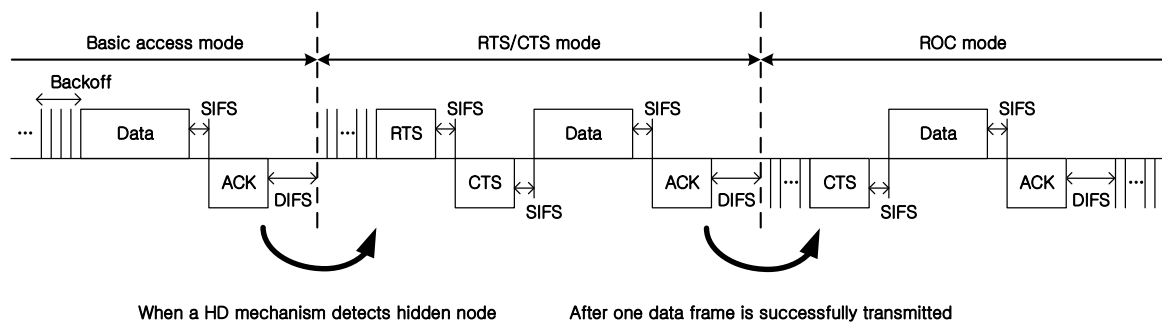 Basic access mode
RTS/CTS mode
ROC mode
Backoff
SIFS
SIFS
SIFS
SIFS
...
Data
...
RTS
Data
Data
ACK
DIFS
CTS
SIFS
ACK
DIFS
...
CTS
SIFS
ACK
DIFS
...
When a HD mechanism detects hidden node
After one data frame is successfully transmitted